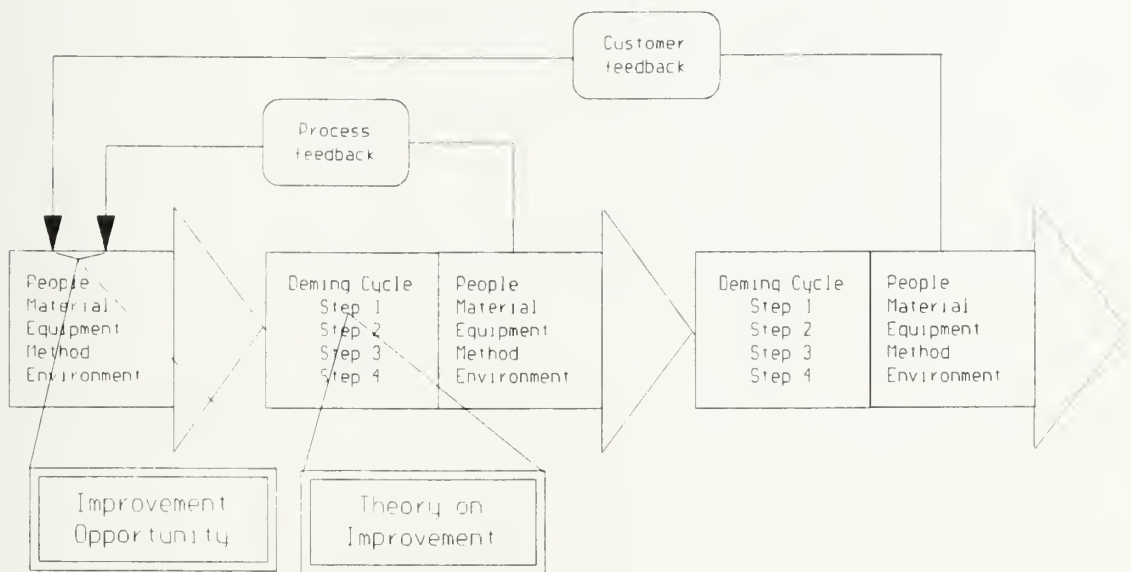 Customer
feedback
Process
feedback
People
Material
Equipment
Method
Environment
Deming Cycle
Step 1
Step 2
Step 3
Step 4
People
Material
Equipment
Method
Environment
Deming Cycle
Step 1
Step 2
Step 3
Step 4
People
Material
Equipment
Method
Environment
Improvement
Opportunity
Theory on
Improvement